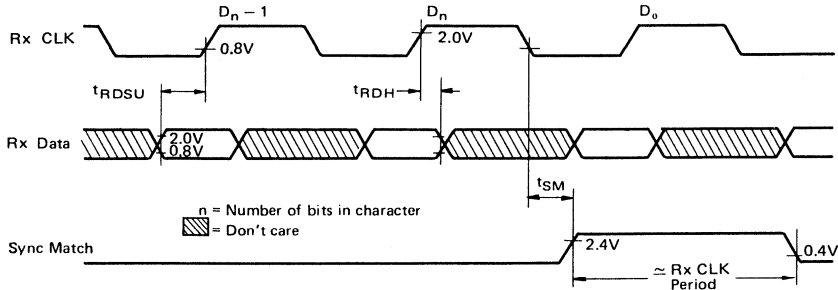 Dn – 1 Dn Do
Rx CLK
0.8V 2.0V
tRDSU tRDH
Rx Data
2.0V
0.8V
tSM
n = Number of bits in character
= Don't care
Sync Match
2.4V 0.4V
≃ Rx CLK
Period